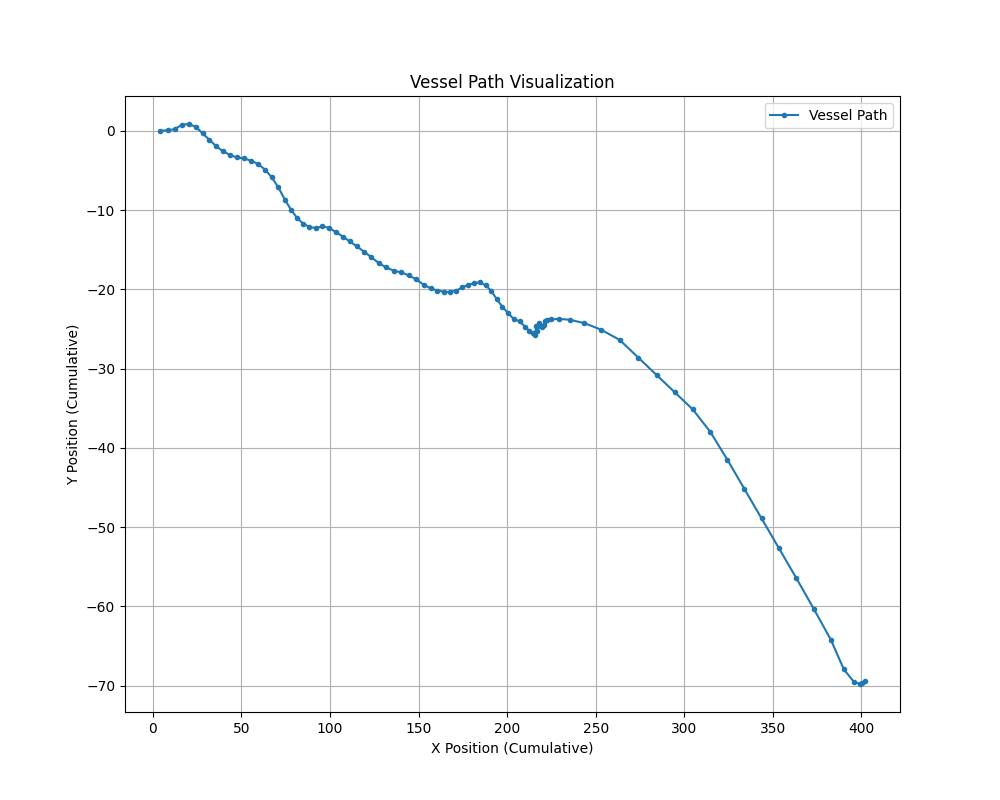 Vessel Path Visualization
Vessel Path
0
−10
−20
−30
−40
−50
−60
−70
Y Position (Cumulative)
0 50 100 150 200 250 300 350 400
X Position (Cumulative)